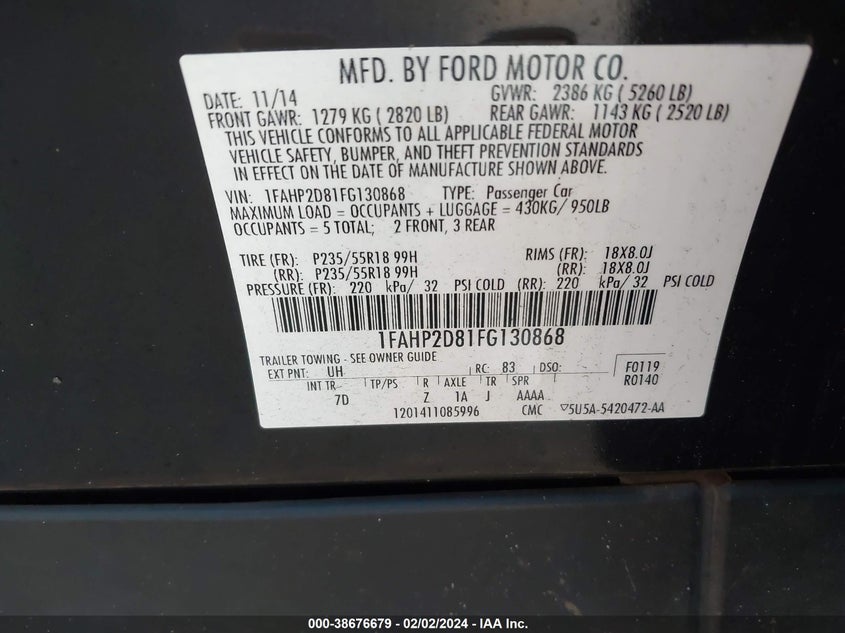 MFD. BY FORD MOTOR CO.
DATE: 11/14 GVWR: 2386 KG ( 5260 LB)
FRONT GAWR: 1279 KG ( 2820 LB) REAR GAWR: 1143 KG ( 2520 LB)
THIS VEHICLE CONFORMS TO ALL APPLICABLE FEDERAL MOTOR
VEHICLE SAFETY, BUMPER, AND THEFT PREVENTION STANDARDS
IN EFFECT ON THE DATE OF MANUFACTURE SHOWN ABOVE.
VIN: 1FAHP2D81FG130868 TYPE: Passenger Car
MAXIMUM LOAD = OCCUPANTS + LUGGAGE = 430KG/ 950LB
OCCUPANTS = 5 TOTAL; 2 FRONT, 3 REAR
TIRE (FR): P235/55R18 99H RIMS (FR): 18X8.0J
(RR): P235/55R18 99H (RR): 18X8.0J
PRESSURE (FR): 220 kPa/ 32 PSI COLD (RR): 220 kPa/ 32 PSI COLD
1FAHP2D81FG130868
TRAILER TOWING - SEE OWNER GUIDE
EXT PNT: UH RC: 83 DSO: F0119
INT TR TP/PS R AXLE TR SPR R0140
7D Z 1A J AAAA
1201411085996 CMC ▽5U5A-5420472-AA
000-38676679 - 02/02/2024 - IAA Inc.